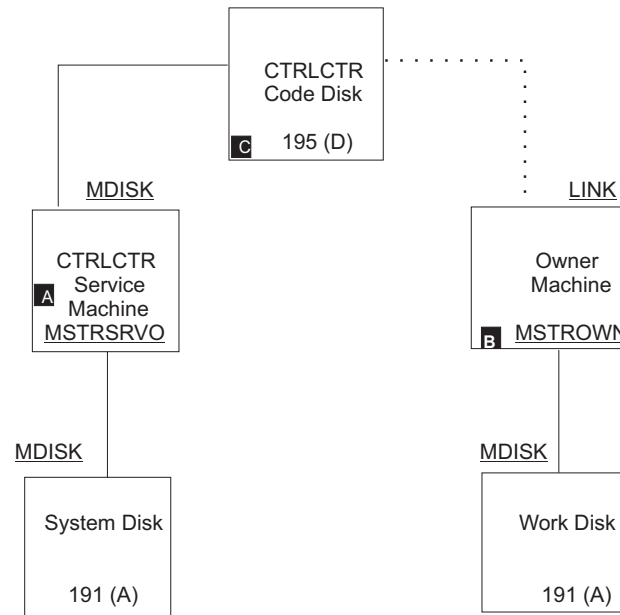 CTRLCTR
Code Disk
C
195 (D)
MDISK
LINK
CTRLCTR
Service
Machine
A
MSTRSRVO
Owner
Machine
B
MSTROWN
MDISK
MDISK
System Disk
191 (A)
Work Disk
191 (A)